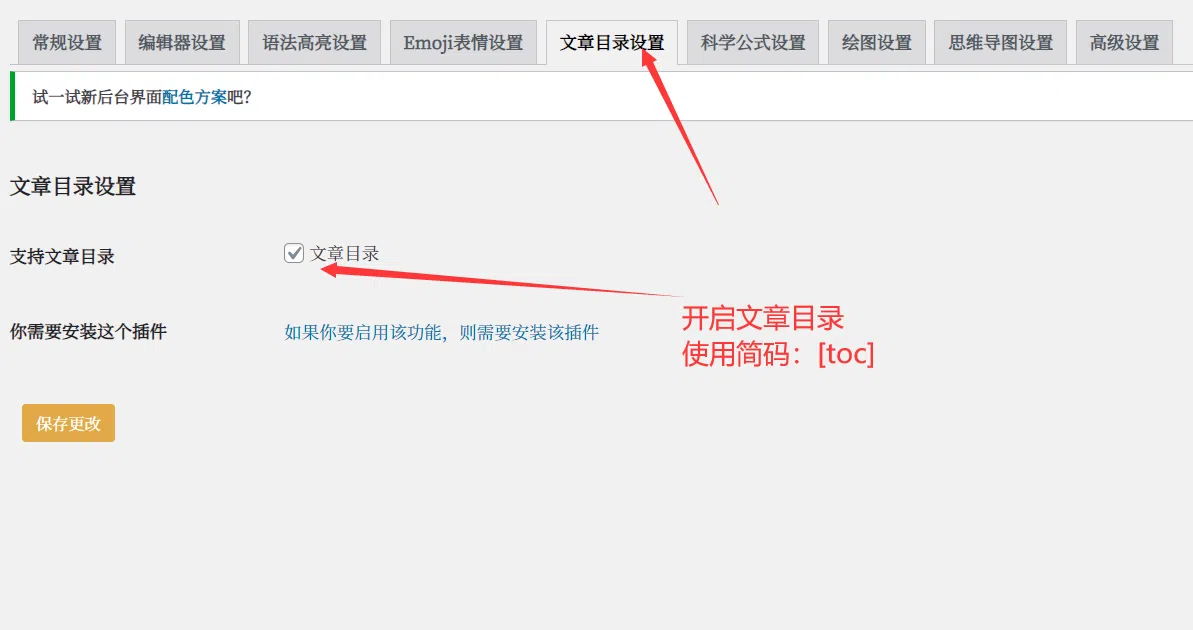 常规设置 编辑器设置 语法高亮设置 Emoji表情设置 文章目录设置 科学公式设置 绘图设置 思维导图设置 高级设置
试一试新后台界面配色方案吧？
文章目录设置
支持文章目录 文章目录
你需要安装这个插件 如果你要启用该功能，则需要安装该插件
开启文章目录
使用简码：[toc]
保存更改